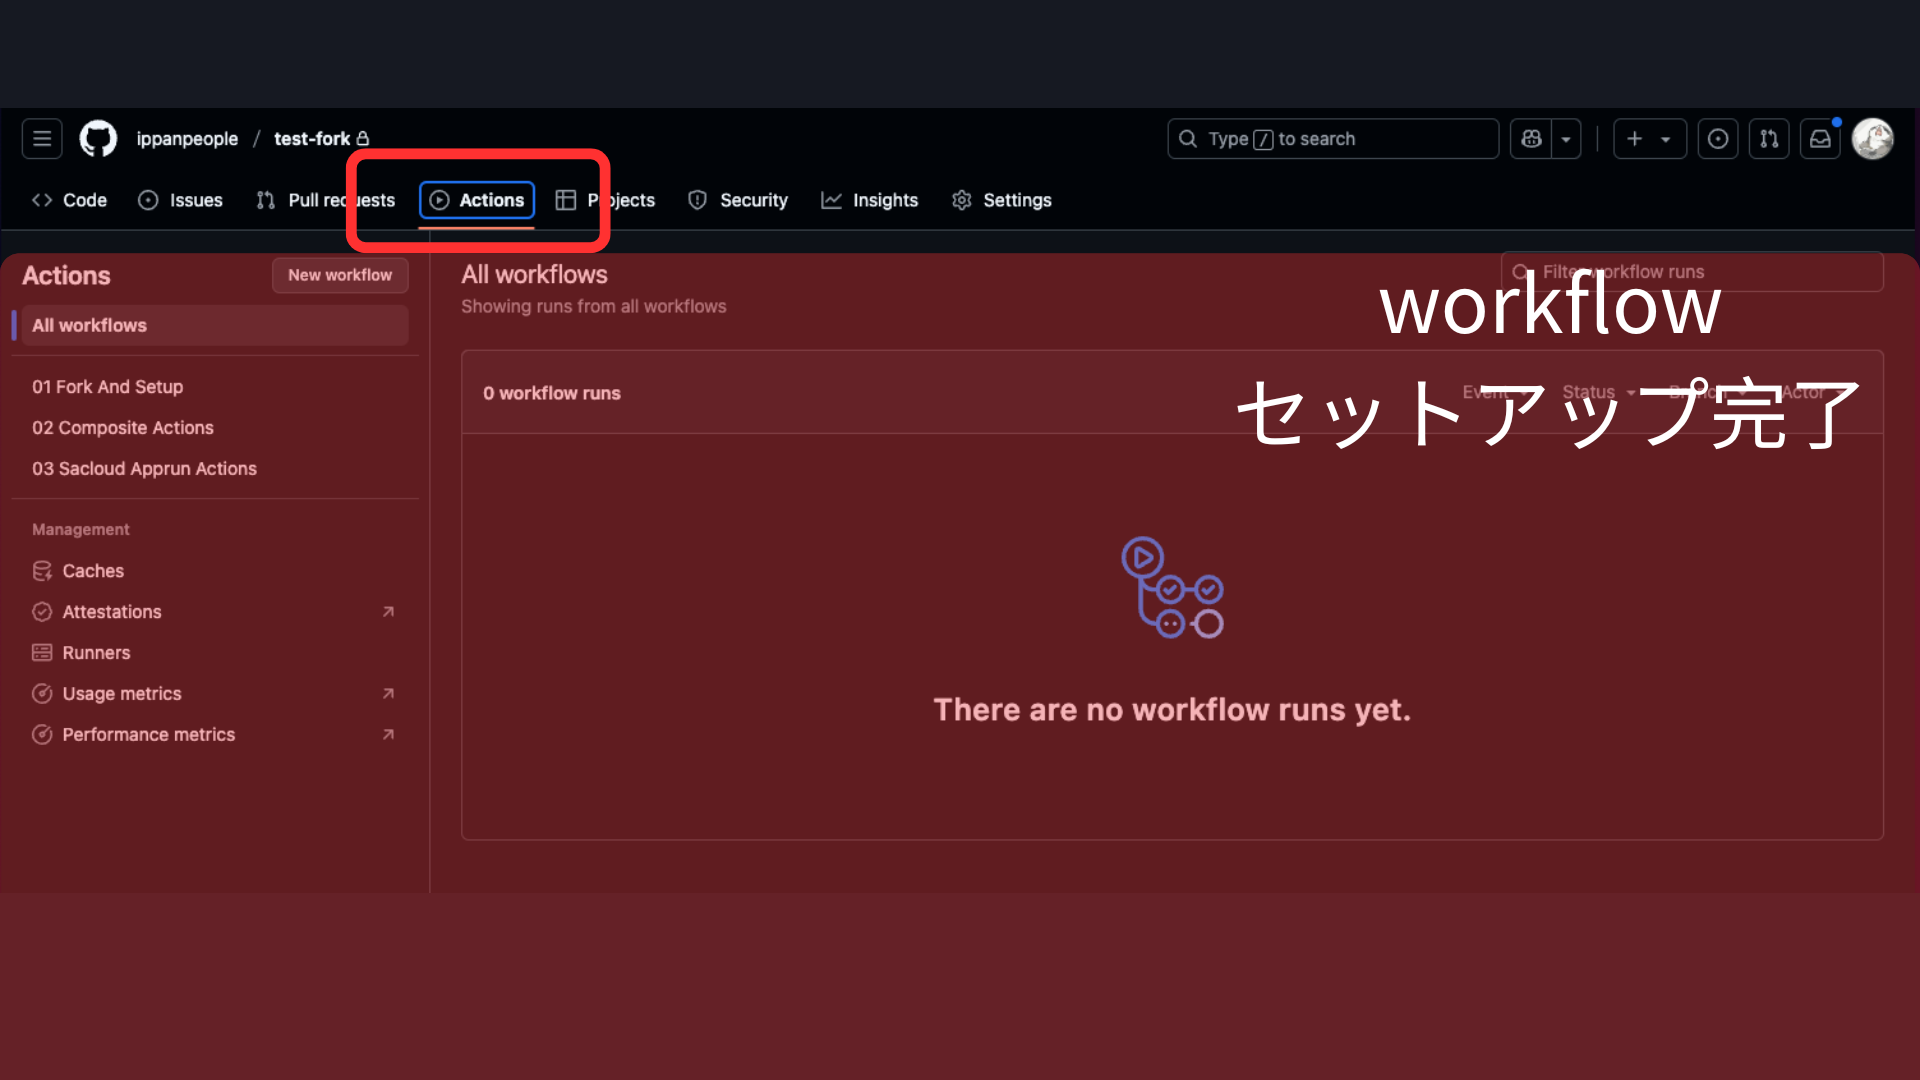 ippanpeople / test-fork
Type / to search
Code
Issues
Pull requests
Actions
Projects
Security
Insights
Settings
Actions
New workflow
All workflows
01 Fork And Setup
02 Composite Actions
03 Sacloud Apprun Actions
Management
Caches
Attestations
Runners
Usage metrics
Performance metrics
All workflows
Showing runs from all workflows
Filter workflow runs
workflow
セットアップ完了
0 workflow runs
Event
Status
Branch
Actor
There are no workflow runs yet.